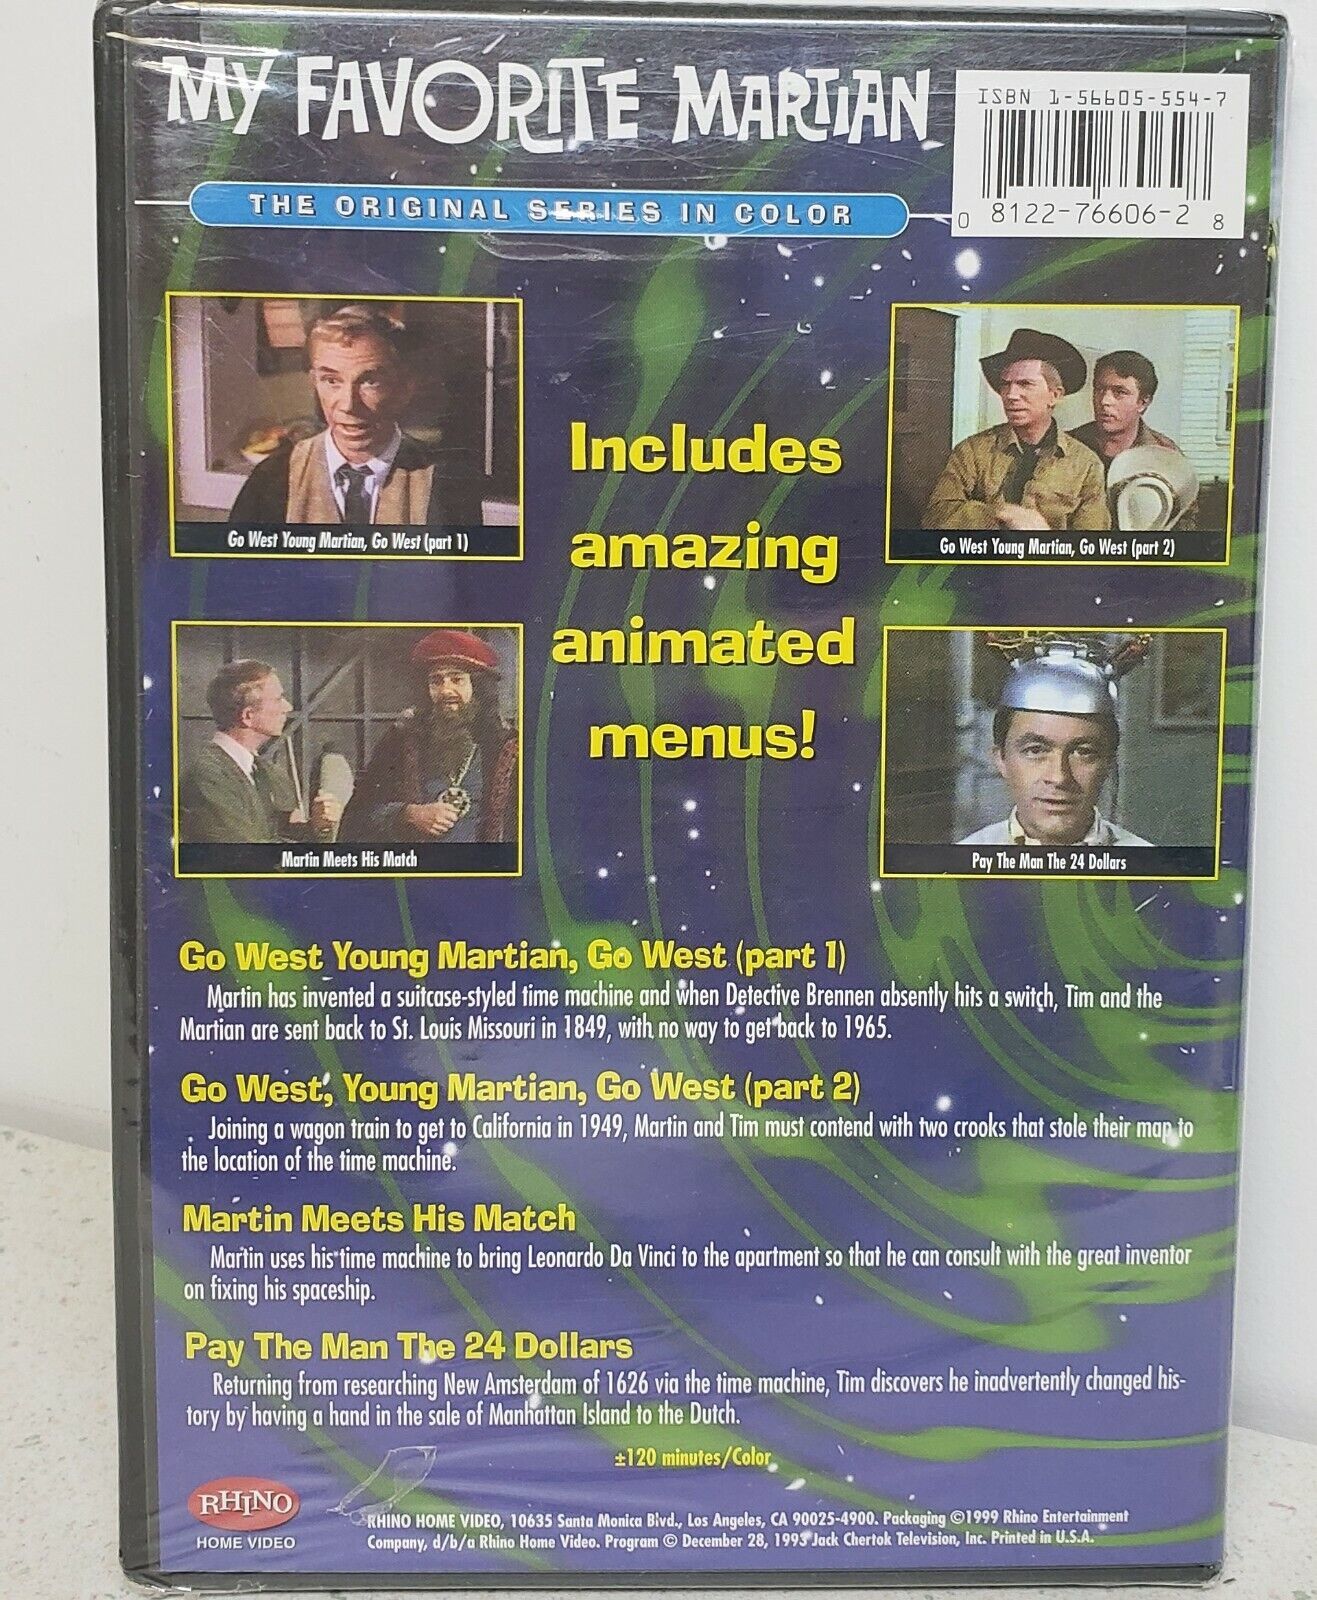 MY FAVORITE MARTIAN
ISBN 1-56605-554-7
0 81227-6606-2 8
THE ORIGINAL SERIES IN COLOR
Go West Young Martian, Go West (part 1)
Includes
amazing
animated
menus!
Go West Young Martian, Go West (part 2)
Martin Meets His Match
Pay The Man The 24 Dollars
Go West Young Martian, Go West (part 1)
Martin has invented a suitcase-styled time machine and when Detective Brennen absently hits a switch, Tim and the
Martian are sent back to St. Louis Missouri in 1849, with no way to get back to 1965.
Go West, Young Martian, Go West (part 2)
Joining a wagon train to get to California in 1949, Martin and Tim must contend with two crooks that stole their map to
the location of the time machine.
Martin Meets His Match
Martin uses his time machine to bring Leonardo Da Vinci to the apartment so that he can consult with the great inventor
on fixing his spaceship.
Pay The Man The 24 Dollars
Returning from researching New Amsterdam of 1626 via the time machine, Tim discovers he inadvertently changed his-
tory by having a hand in the sale of Manhattan Island to the Dutch.
±120 minutes/Color
RHINO
HOME VIDEO
RHINO HOME VIDEO, 10635 Santa Monica Blvd., Los Angeles, CA 90025-4900. Packaging ©1999 Rhino Entertainment
Company, d/b/a Rhino Home Video. Program © December 28, 1993 Jack Chertok Television, Inc. Printed in U.S.A.